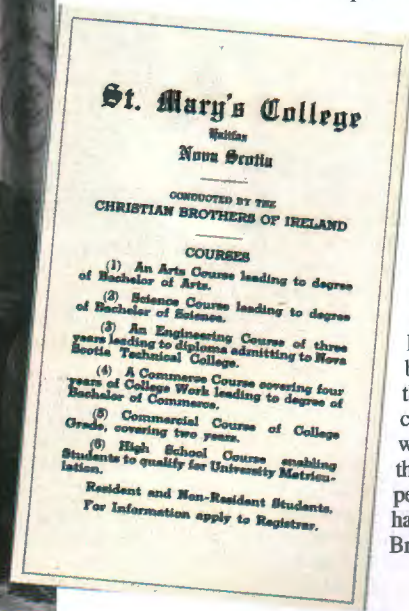 St. Mary's College
Halifax
Nova Scotia
CONDUCTED BY THE
CHRISTIAN BROTHERS OF IRELAND
COURSES
(1) An Arts Course leading to degree
of Bachelor of Arts.
(2) Science Course leading to degree
of Bachelor of Science.
(3) An Engineering Course of three
years leading to diploma admitting to Nova
Scotia Technical College.
(4) A Commerce Course covering four
years of College Work leading to degree of
Bachelor of Commerce.
(5) Commercial Course of College
Grade, covering two years.
(6) High School Course enabling
Students to qualify for University Matricu-
lation.
Resident and Non-Resident Students.
For Information apply to Registrar.